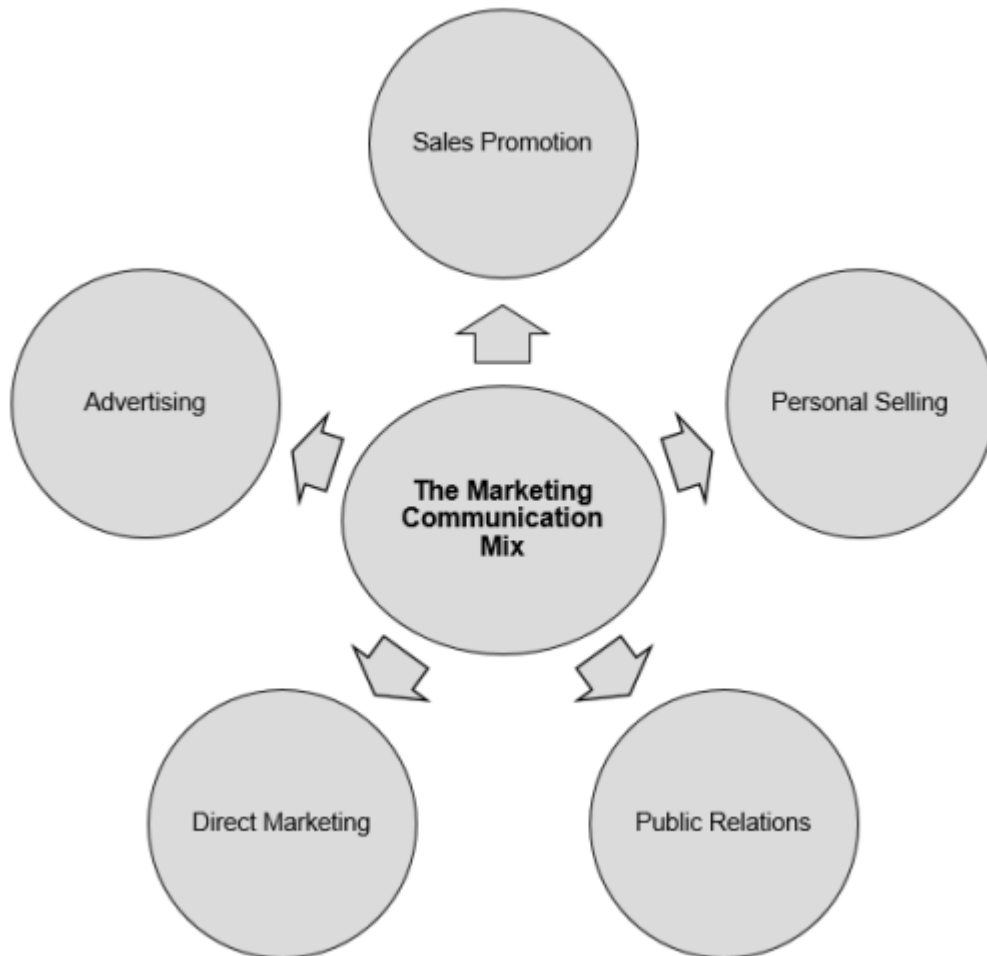 Sales Promotion
Advertising
Personal Selling
The Marketing
Communication
Mix
Direct Marketing
Public Relations